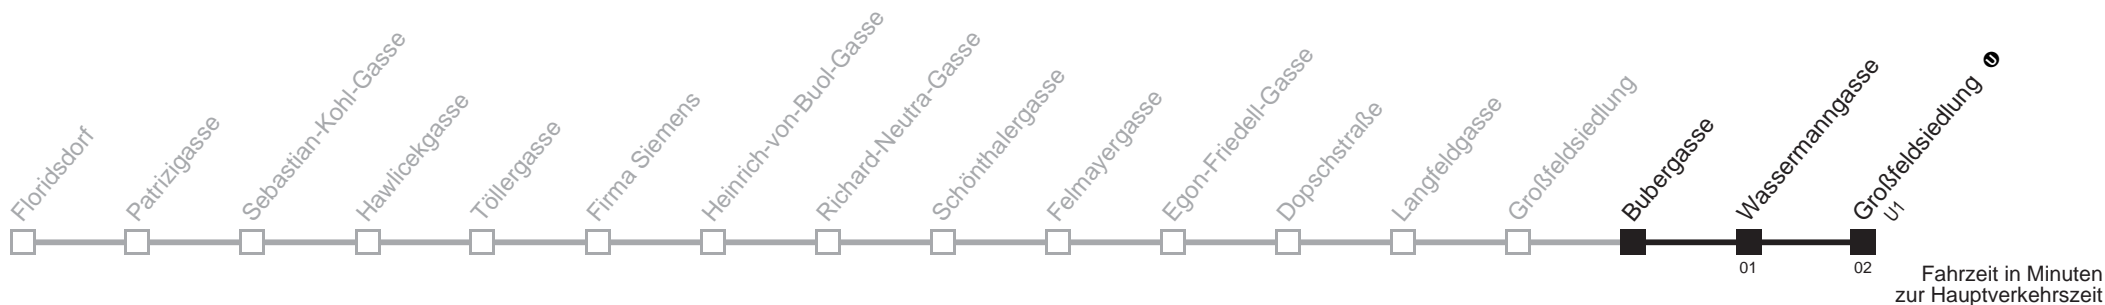 Floridsdorf
Patrizigasse
Sebastian-Kohl-Gasse
Hawlicekgasse
Töllergasse
Firma Siemens
Heinrich-von-Buol-Gasse
Richard-Neutra-Gasse
Schönthalergasse
Felmayergasse
Egon-Friedell-Gasse
Dopschstraße
Langfeldgasse
Großfeldsiedlung
Bubergasse
Wassermanngasse
Großfeldsiedlung U
U1
01
02
Fahrzeit in Minuten
zur Hauptverkehrszeit